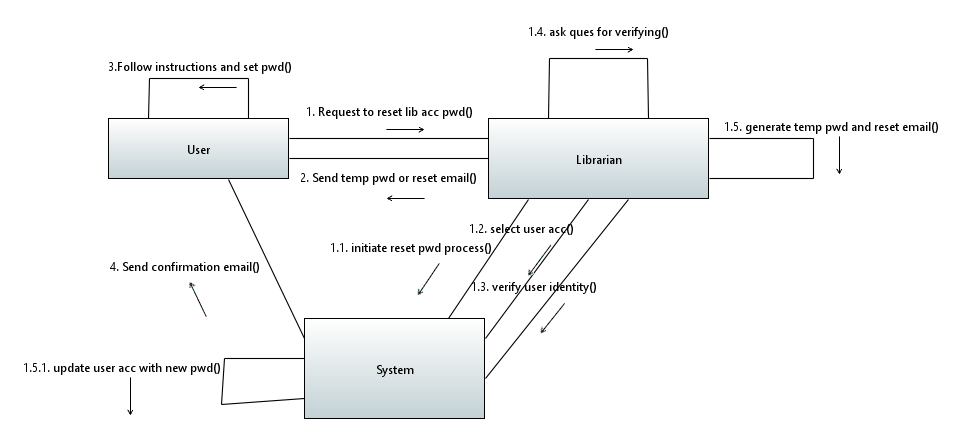 1.4. ask ques for verifying()
3.Follow instructions and set pwd()
1. Request to reset lib acc pwd()
1.5. generate temp pwd and reset email()
User
Librarian
2. Send temp pwd or reset email()
1.2. select user acc()
1.1. initiate reset pwd process()
4. Send confirmation email()
1.3. verify user identity()
System
1.5.1. update user acc with new pwd()